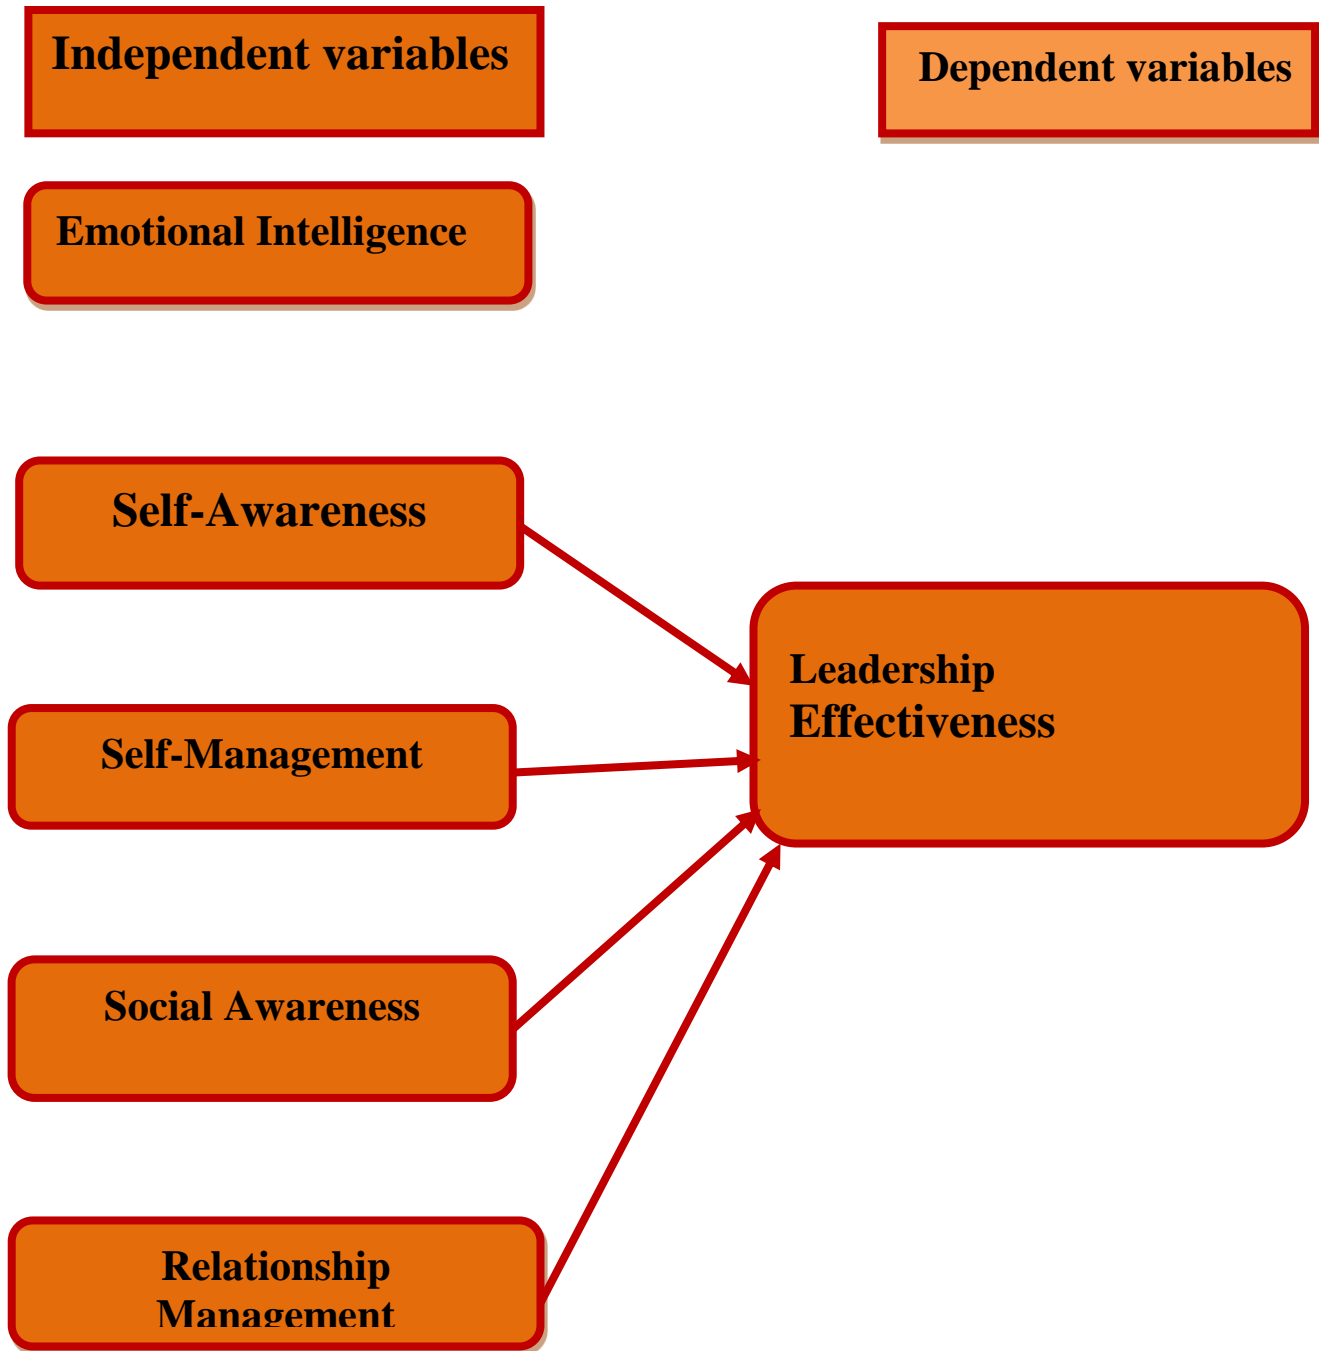 Independent variables
Dependent variables
Emotional Intelligence
Self-Awareness
Leadership
Effectiveness
Self-Management
Social Awareness
Relationship
Management